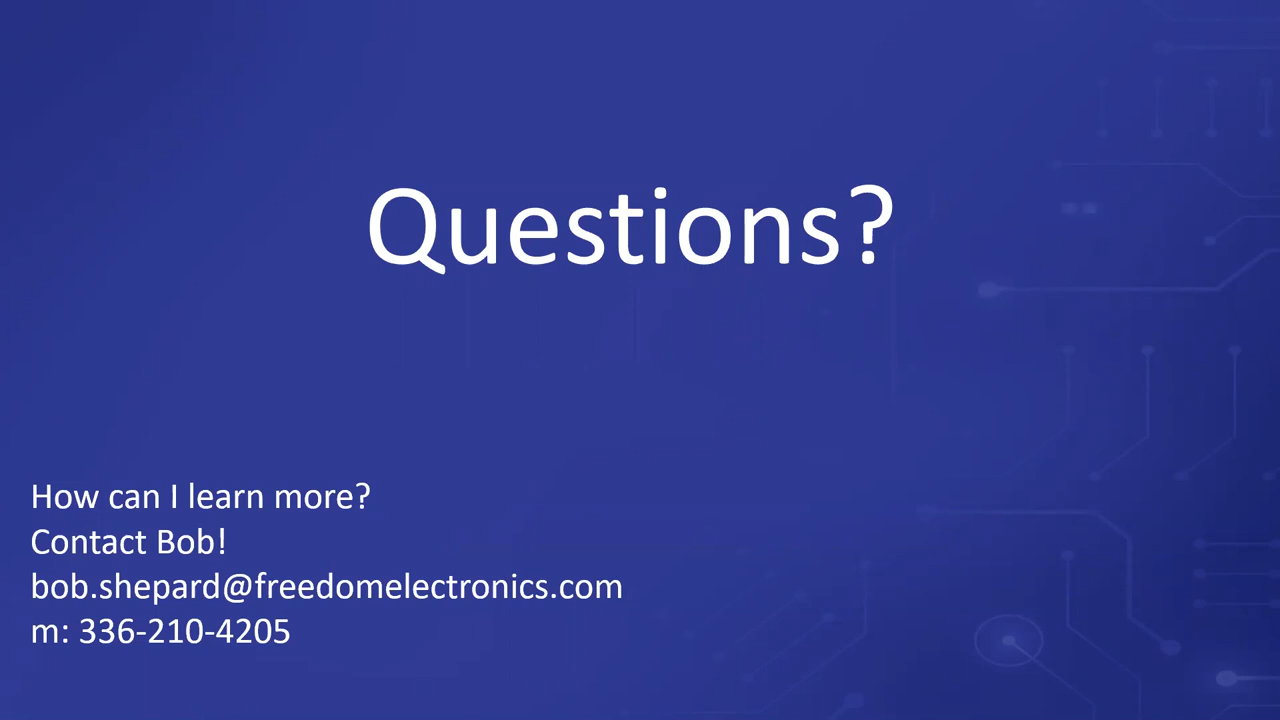 Questions?
How can I learn more?
Contact Bob!
bob.shepard@freedomelectronics.com
m: 336-210-4205